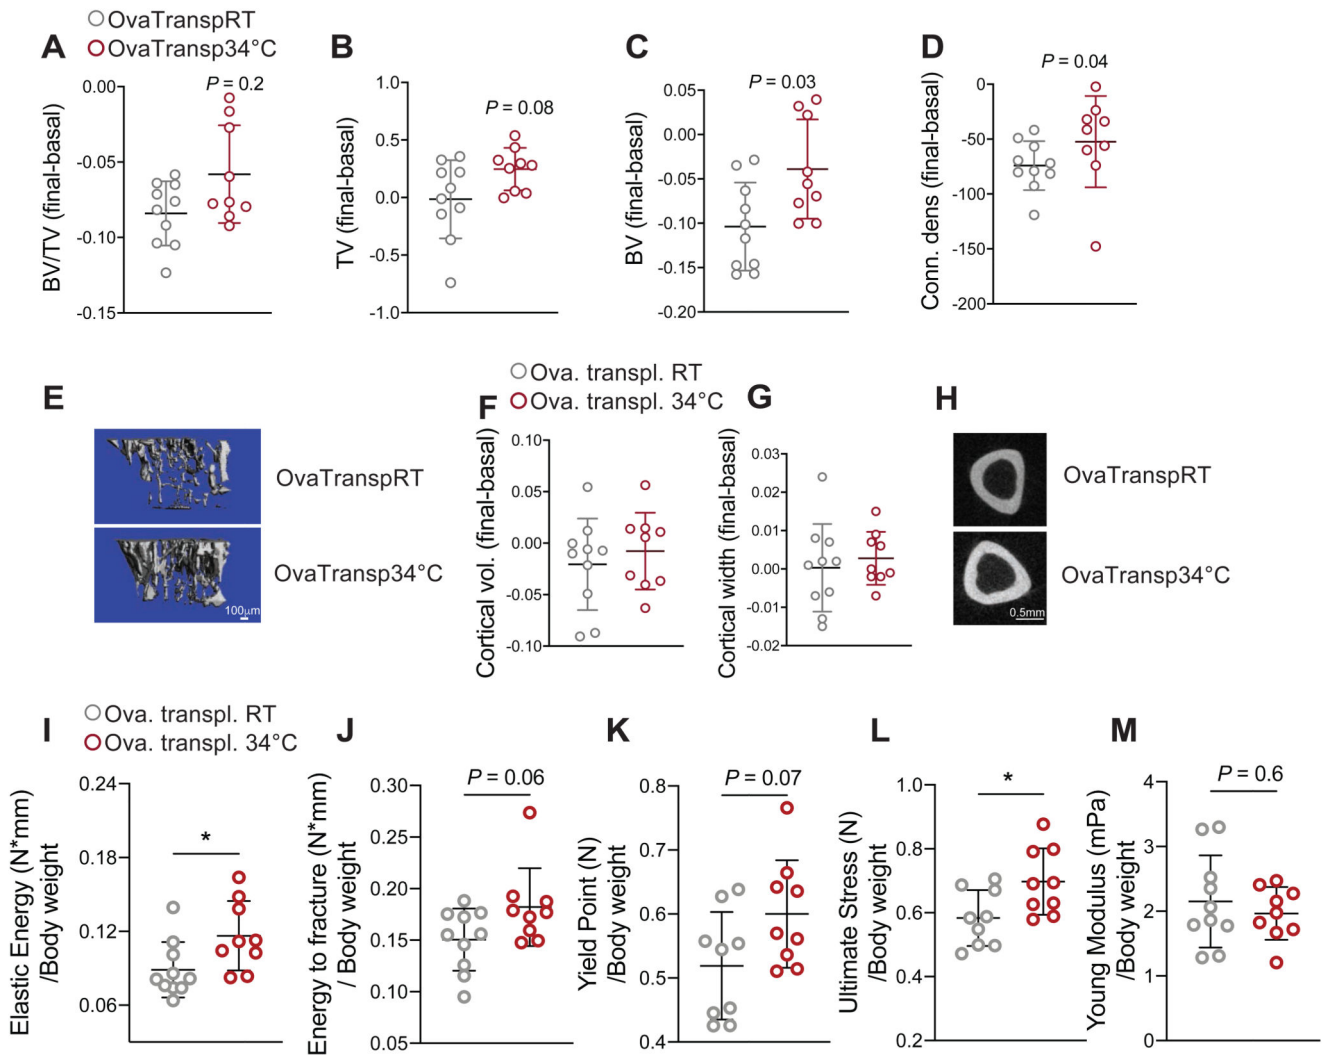 OvaTranspRT
OvaTransp34°C
A
P = 0.2
BV/TV (final-basal)
0.00
-0.05
-0.10
-0.15
B
P = 0.08
TV (final-basal)
1.0
0.5
0.0
-0.5
-1.0
C
P = 0.03
BV (final-basal)
0.05
0.00
-0.05
-0.10
-0.15
-0.20
D
P = 0.04
Conn. dens (final-basal)
0
-50
-100
-150
-200
E
OvaTranspRT
OvaTransp34°C
100µm
Ova. transpl. RT
Ova. transpl. 34°C
F
Cortical vol. (final-basal)
0.10
0.05
0.00
-0.05
-0.10
G
Cortical width (final-basal)
0.03
0.02
0.01
0.00
-0.01
-0.02
H
OvaTranspRT
OvaTransp34°C
0.5mm
Ova. transpl. RT
Ova. transpl. 34°C
I
*
Elastic Energy (N*mm)
/Body weight
0.24
0.18
0.12
0.06
J
P = 0.06
Energy to fracture (N*mm)
/ Body weight
0.30
0.25
0.20
0.15
0.10
0.05
K
P = 0.07
Yield Point (N)
/Body weight
0.8
0.7
0.6
0.5
0.4
L
*
Ultimate Stress (N)
/Body weight
1.0
0.8
0.6
0.4
0.2
M
P = 0.6
Young Modulus (mPa)
/Body weight
4
3
2
1
0